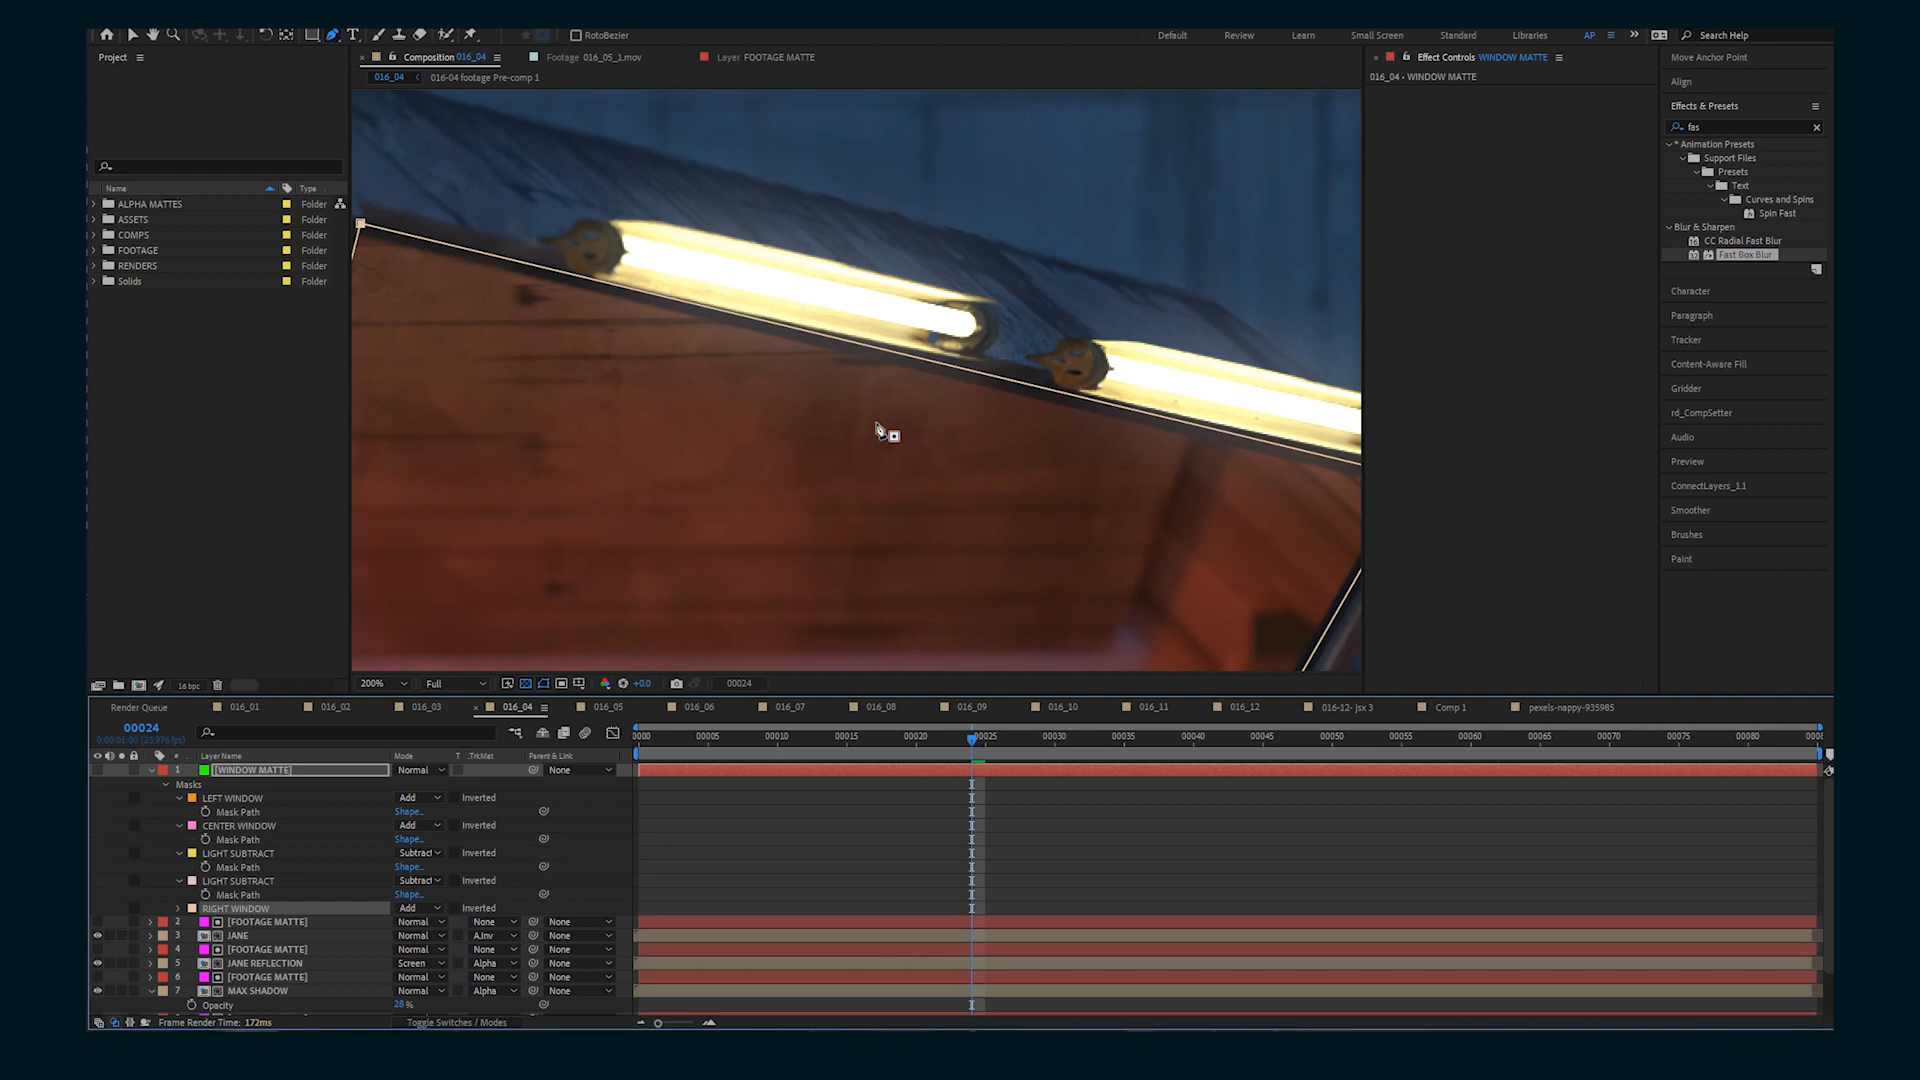 RotoBezier
Default
Review
Learn
Standard
Small Screen
Libraries
AP
Search Help
Project
Composition 016_04
Footage 016_05_1.mov
Layer FOOTAGE MATTE
016_04
016-04 footage Pre-comp 1
Effect Controls WINDOW MATTE
016_04 • WINDOW MATTE
Move Anchor Point
Align
Effects & Presets
fas
* Animation Presets
Support Files
Presets
Text
Curves and Spins
Spin Fast
Blur & Sharpen
CC Radial Fast Blur
Fast Box Blur
Character
Paragraph
Tracker
Content-Aware Fill
Gridder
rd_CompSetter
Audio
Preview
ConnectLayers_1.1
Smoother
Brushes
Paint
Name
Type
ALPHA MATTES
Folder
ASSETS
Folder
COMPS
Folder
FOOTAGE
Folder
RENDERS
Folder
Solids
Folder
16 bpc
200%
Full
+0.0
00024
Render Queue
016_01
016_02
016_03
016_04
016_05
016_06
016_07
016_08
016_09
016_10
016_11
016_12
016-12- jsx 3
Comp 1
pexels-nappy-935985
00024
0:00:01:00 (23.976 fps)
0000
00005
00010
00015
00020
00025
00030
00035
00040
00045
00050
00055
00060
00065
00070
00075
00080
# Layer Name
Mode
T .TrkMat
Parent & Link
1 [WINDOW MATTE] Normal None
Masks
LEFT WINDOW Add Inverted
Mask Path Shape...
CENTER WINDOW Add Inverted
Mask Path Shape...
LIGHT SUBTRACT Subtract Inverted
Mask Path Shape...
LIGHT SUBTRACT Subtract Inverted
Mask Path Shape...
RIGHT WINDOW Add Inverted
2 [FOOTAGE MATTE] Normal None None
3 JANE Normal A.Inv None
4 [FOOTAGE MATTE] Normal None None
5 JANE REFLECTION Screen Alpha None
6 [FOOTAGE MATTE] Normal None None
7 MAX SHADOW Normal Alpha None
Opacity 28 %
Frame Render Time: 172ms
Toggle Switches / Modes